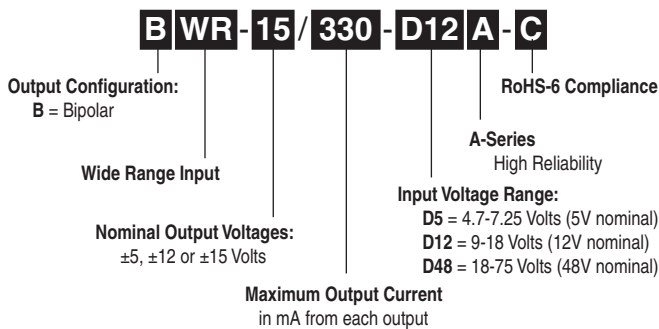 BWR-15/330-D12A-C
Output Configuration:
B = Bipolar
Wide Range Input
Nominal Output Voltages:
±5, ±12 or ±15 Volts
Maximum Output Current
in mA from each output
Input Voltage Range:
D5 = 4.7-7.25 Volts (5V nominal)
D12 = 9-18 Volts (12V nominal)
D48 = 18-75 Volts (48V nominal)
A-Series
High Reliability
RoHS-6 Compliance